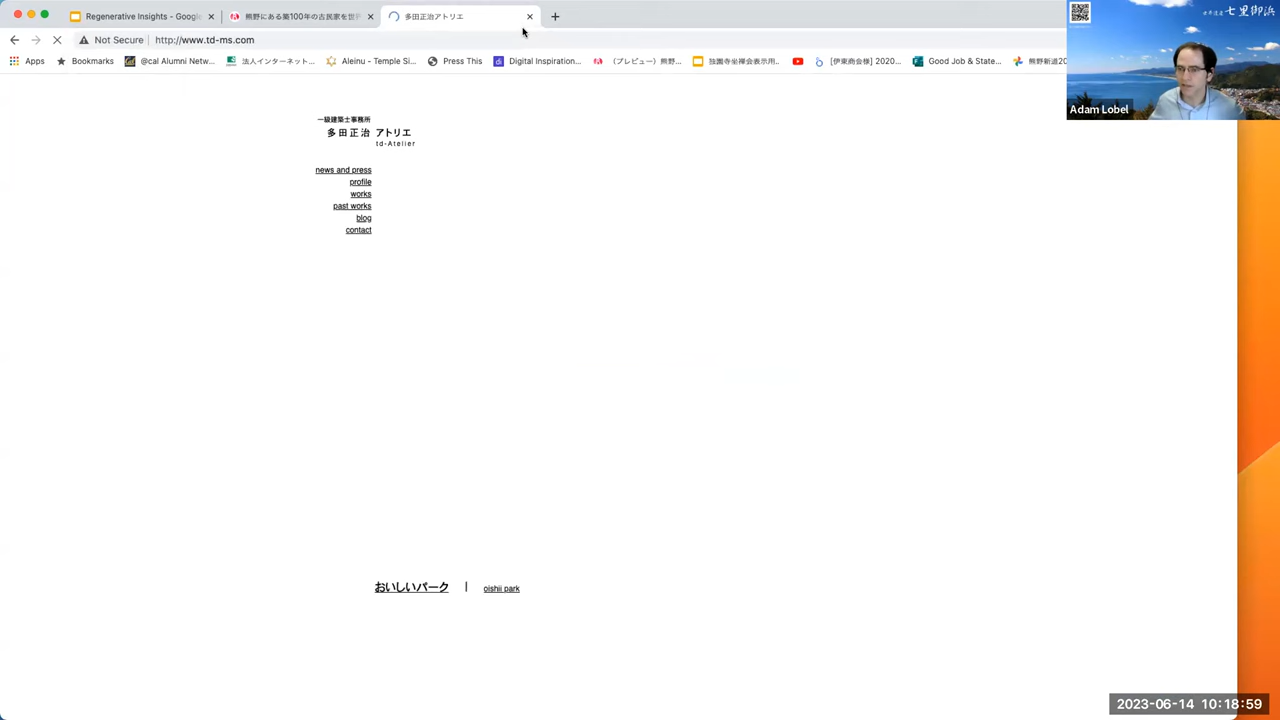 Regenerative Insights - Google
熊野にある築100年の古民家を世界
多田正治アトリエ
Not Secure
http://www.td-ms.com
Apps
Bookmarks
@cal Alumni Netw...
法人インターネット...
Aleinu - Temple Si...
Press This
Digital Inspiration...
（プレビュー）熊野...
独園寺坐禅会表示用...
[伊東商会様] 2020...
Good Job & State...
熊野新道20
七里御浜
Adam Lobel
一級建築士事務所
多田正治 アトリエ
td-Atelier
news and press
profile
works
past works
blog
contact
おいしいパーク | oishii park
2023-06-14 10:18:59